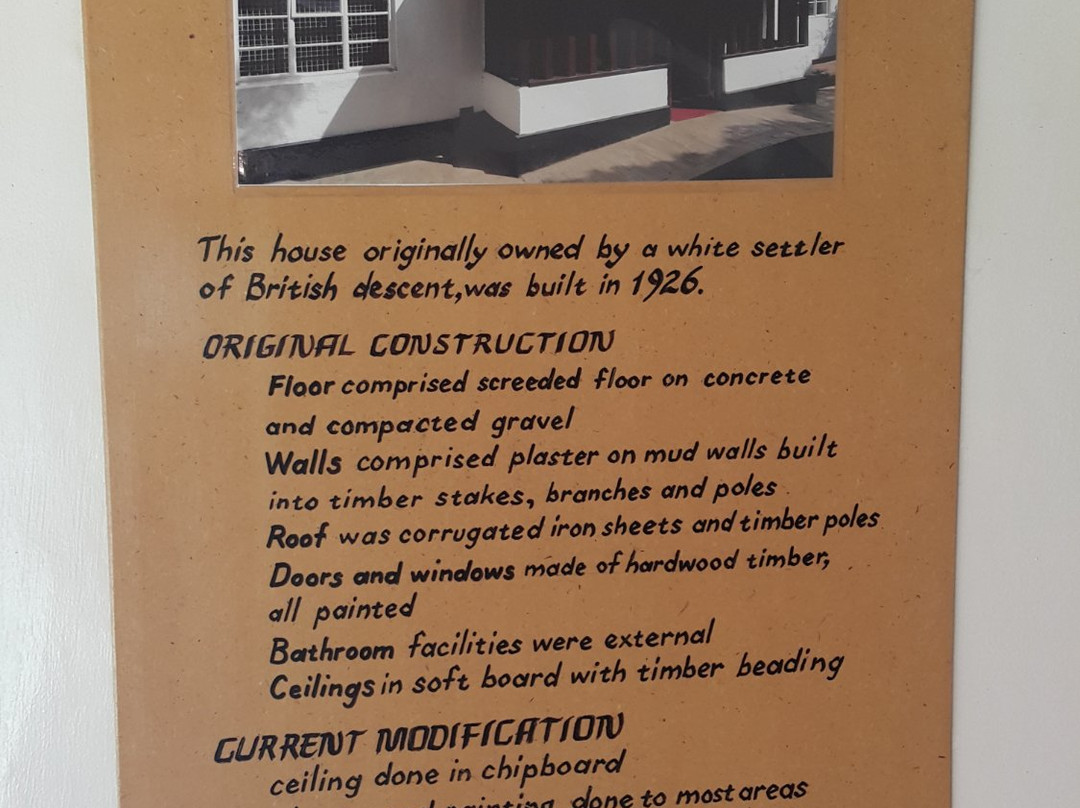 This house originally owned by a white settler
of British descent,was built in 1926.
ORIGINAL CONSTRUCTION
Floor comprised screeded floor on concrete
and compacted gravel
Walls comprised plaster on mud walls built
into timber stakes, branches and poles
Roof was corrugated iron sheets and timber poles
Doors and windows made of hardwood timber,
all painted
Bathroom facilities were external
Ceilings in soft board with timber beading
CURRENT MODIFICATION
ceiling done in chipboard
painting done to most areas